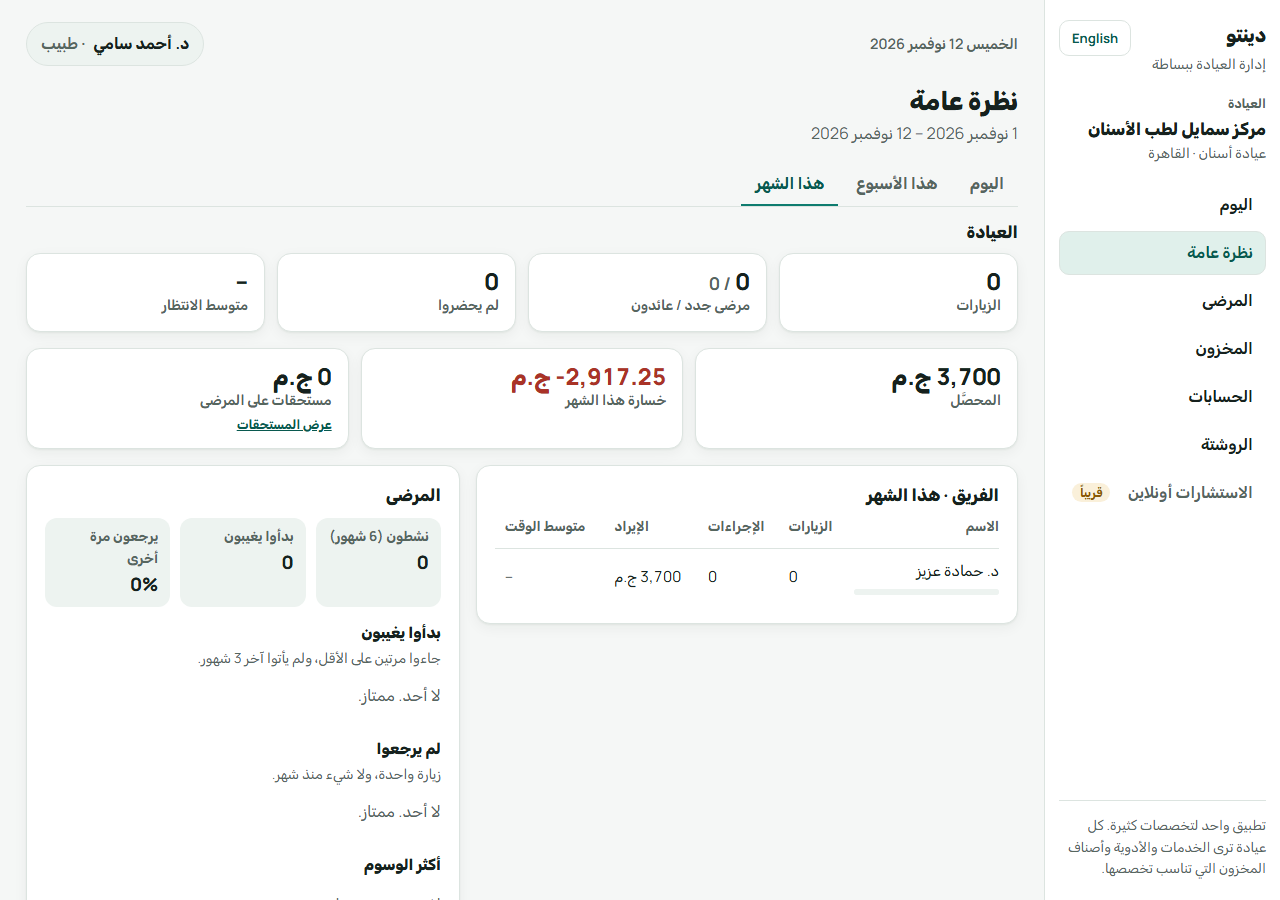 دينتو
English
إدارة العيادة ببساطة
العيادة
مركز سمايل لطب الأسنان
عيادة أسنان · القاهرة
اليوم
نظرة عامة
المرضى
المخزون
الحسابات
الروشتة
الاستشارات أونلاين قريباً
تطبيق واحد لتخصصات كثيرة. كل
عيادة ترى الخدمات والأدوية وأصناف
المخزون التي تناسب تخصصها.
الخميس 12 نوفمبر 2026
د. أحمد سامي · طبيب
نظرة عامة
1 نوفمبر 2026 – 12 نوفمبر 2026
اليوم هذا الأسبوع هذا الشهر
العيادة
0
الزيارات
0 / 0
مرضى جدد / عائدون
0
لم يحضروا
–
متوسط الانتظار
3,700 ج.م
المحصَّل
-2,917.25 ج.م
خسارة هذا الشهر
0 ج.م
مستحقات على المرضى
عرض المستحقات
الفريق · هذا الشهر
الاسم الزيارات الإجراءات الإيراد متوسط الوقت
د. حمادة عزيز 0 0 3,700 ج.م –
المرضى
نشطون (6 شهور)
0
بدأوا يغيبون
0
يرجعون مرة
أخرى
0%
بدأوا يغيبون
جاءوا مرتين على الأقل، ولم يأتوا آخر 3 شهور.
لا أحد. ممتاز.
لم يرجعوا
زيارة واحدة، ولا شيء منذ شهر.
لا أحد. ممتاز.
أكثر الوسوم